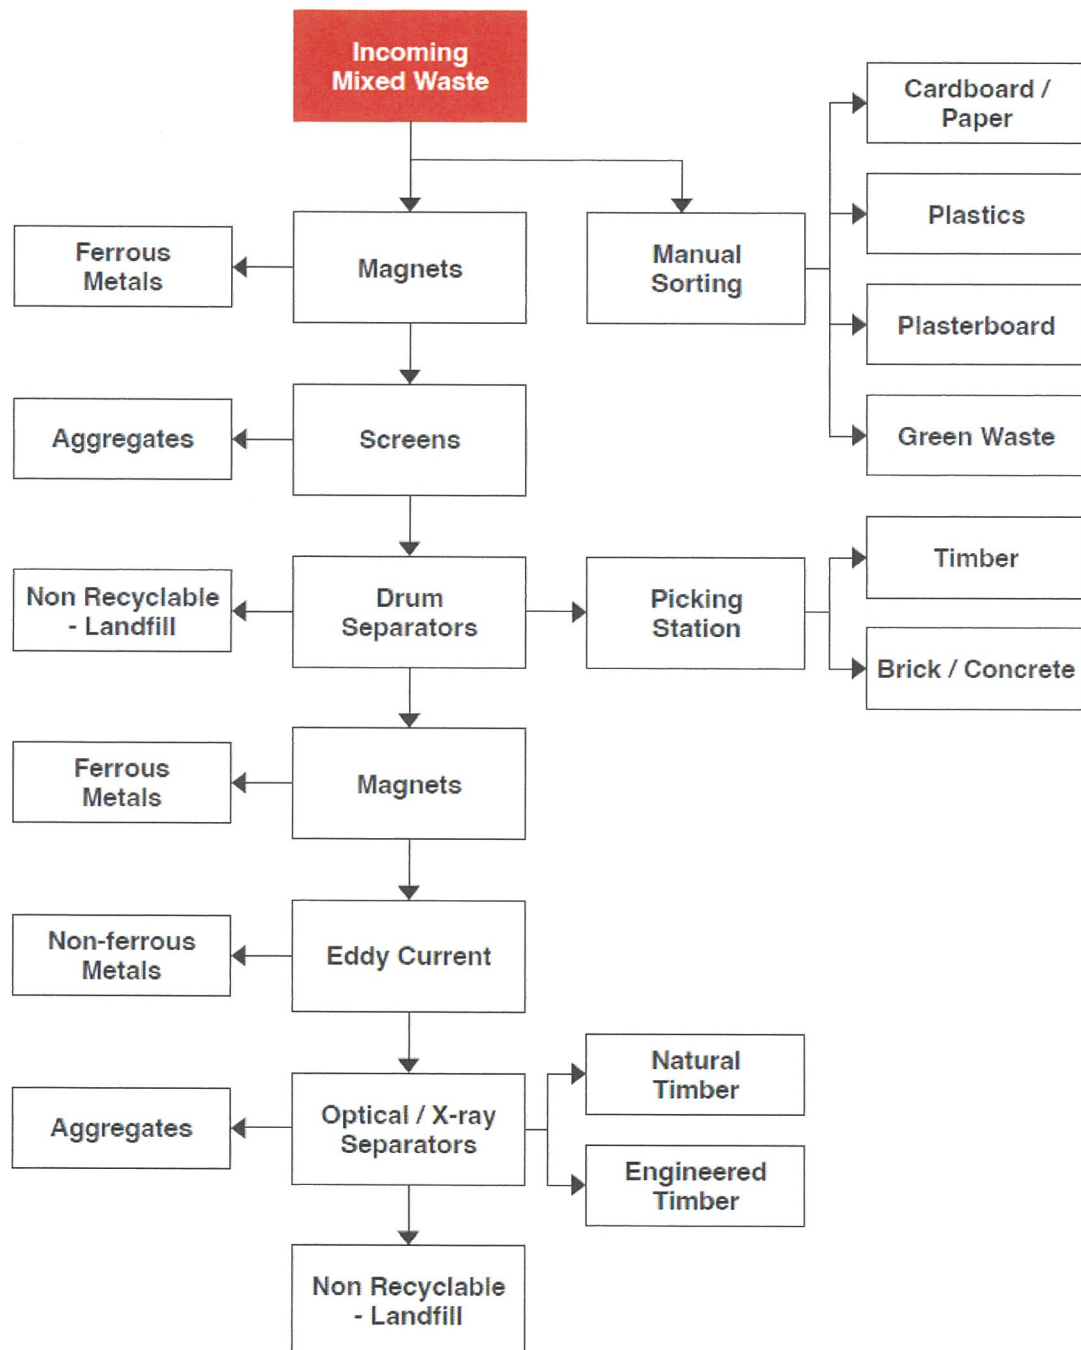 Incoming
Mixed Waste
Cardboard /
Paper
Plastics
Manual
Sorting
Magnets
Ferrous
Metals
Plasterboard
Green Waste
Screens
Aggregates
Timber
Drum
Separators
Non Recyclable
- Landfill
Picking
Station
Brick / Concrete
Ferrous
Metals
Magnets
Non-ferrous
Metals
Eddy Current
Natural
Timber
Aggregates
Optical / X-ray
Separators
Engineered
Timber
Non Recyclable
- Landfill